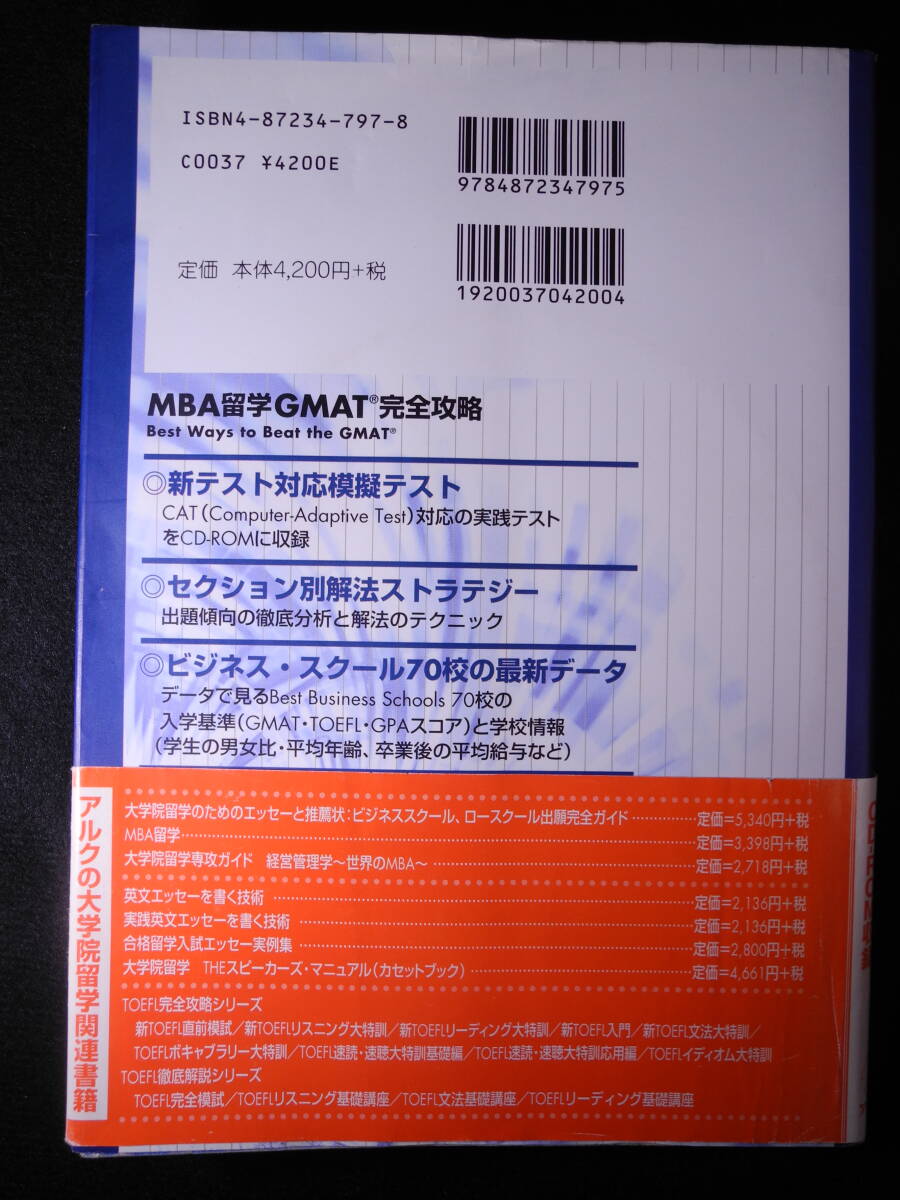 ISBN4-87234-797-8
C0037 ¥4200E
9784872347975
定価 本体4,200円+税
1920037042004
MBA留学GMAT®完全攻略
Best Ways to Beat the GMAT®
◎新テスト対応模擬テスト
CAT(Computer-Adaptive Test)対応の実践テスト
をCD-ROMに収録
◎セクション別解法ストラテジー
出題傾向の徹底分析と解法のテクニック
◎ビジネス・スクール70校の最新データ
データで見るBest Business Schools 70校の
入学基準(GMAT・TOEFL・GPAスコア)と学校情報
(学生の男女比・平均年齢、卒業後の平均給与など)
アルクの大学院留学関連書籍
大学院留学のためのエッセーと推薦状:ビジネススクール、ロースクール出願完全ガイド…………定価=5,340円+税
MBA留学…………定価=3,398円+税
大学院留学専攻ガイド 経営管理学〜世界のMBA〜…………定価=2,718円+税
英文エッセーを書く技術…………定価=2,136円+税
実践英文エッセーを書く技術…………定価=2,136円+税
合格留学入試エッセー実例集…………定価=2,800円+税
大学院留学 THEスピーカーズ・マニュアル(カセットブック)…………定価=4,661円+税
TOEFL完全攻略シリーズ
新TOEFL直前模試/新TOEFLリスニング大特訓/新TOEFLリーディング大特訓/新TOEFL入門/新TOEFL文法大特訓/
TOEFLボキャブラリー大特訓/TOEFL速読・速聴大特訓基礎編/TOEFL速読・速聴大特訓応用編/TOEFLイディオム大特訓
TOEFL徹底解説シリーズ
TOEFL完全模試/TOEFLリスニング基礎講座/TOEFL文法基礎講座/TOEFLリーディング基礎講座